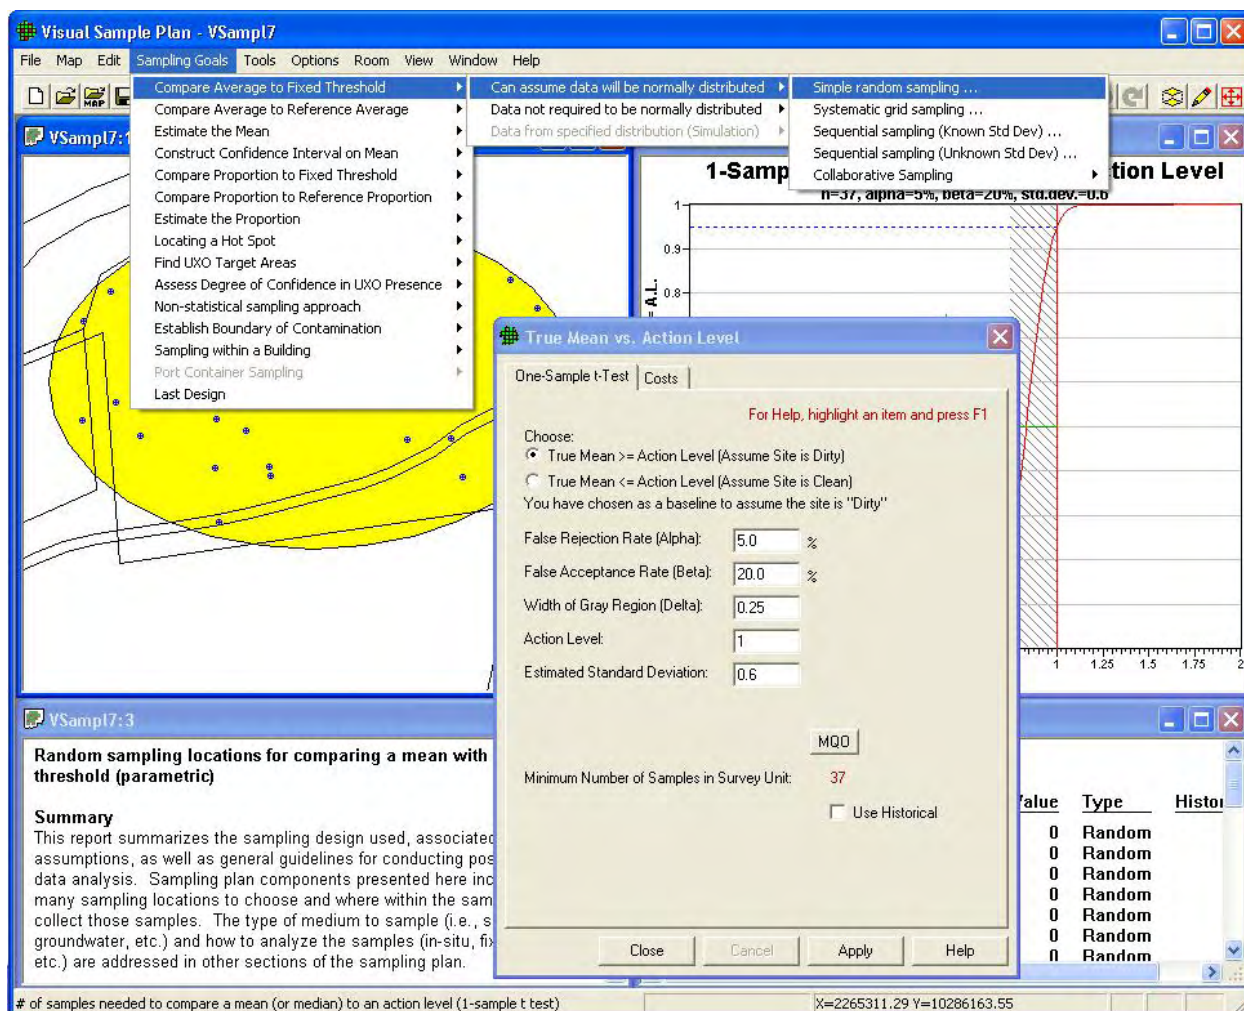 Visual Sample Plan - VSampl7
File Map Edit Sampling Goals Tools Options Room View Window Help
MAP
Compare Average to Fixed Threshold
Compare Average to Reference Average
Estimate the Mean
Construct Confidence Interval on Mean
Compare Proportion to Fixed Threshold
Compare Proportion to Reference Proportion
Estimate the Proportion
Locating a Hot Spot
Find UXO Target Areas
Assess Degree of Confidence in UXO Presence
Non-statistical sampling approach
Establish Boundary of Contamination
Sampling within a Building
Port Container Sampling
Last Design
Can assume data will be normally distributed
Data not required to be normally distributed
Data from specified distribution (Simulation)
Simple random sampling ...
Systematic grid sampling ...
Sequential sampling (Known Std Dev) ...
Sequential sampling (Unknown Std Dev) ...
Collaborative Sampling
VSampl7:
1-Samp
tion Level
n=37, alpha=5%, beta=20%, std.dev.=0.6
1
0.9
0.8
= A.L.
1 1.25 1.5 1.75 2
True Mean vs. Action Level
One-Sample t-Test Costs
For Help, highlight an item and press F1
Choose:
True Mean >= Action Level (Assume Site is Dirty)
True Mean <= Action Level (Assume Site is Clean)
You have chosen as a baseline to assume the site is "Dirty"
False Rejection Rate (Alpha): 5.0 %
False Acceptance Rate (Beta): 20.0 %
Width of Gray Region (Delta): 0.25
Action Level: 1
Estimated Standard Deviation: 0.6
MQO
Minimum Number of Samples in Survey Unit: 37
Use Historical
Close Cancel Apply Help
VSampl7:3
Random sampling locations for comparing a mean with
threshold (parametric)
Summary
This report summarizes the sampling design used, associated
assumptions, as well as general guidelines for conducting pos
data analysis. Sampling plan components presented here inc
many sampling locations to choose and where within the sam
collect those samples. The type of medium to sample (i.e., s
groundwater, etc.) and how to analyze the samples (in-situ, fix
etc.) are addressed in other sections of the sampling plan.
alue Type Histor
0 Random
0 Random
0 Random
0 Random
0 Random
0 Random
0 Random
# of samples needed to compare a mean (or median) to an action level (1-sample t test)
X=2265311.29 Y=10286163.55